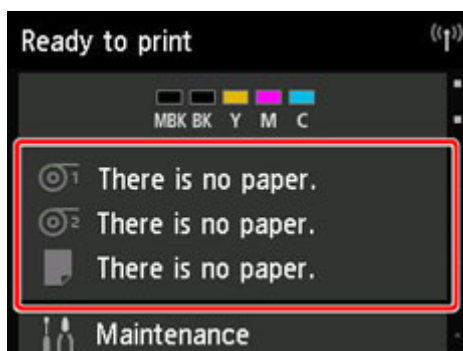 Ready to print
MBK BK Y M C
1 There is no paper.
2 There is no paper.
There is no paper.
Maintenance